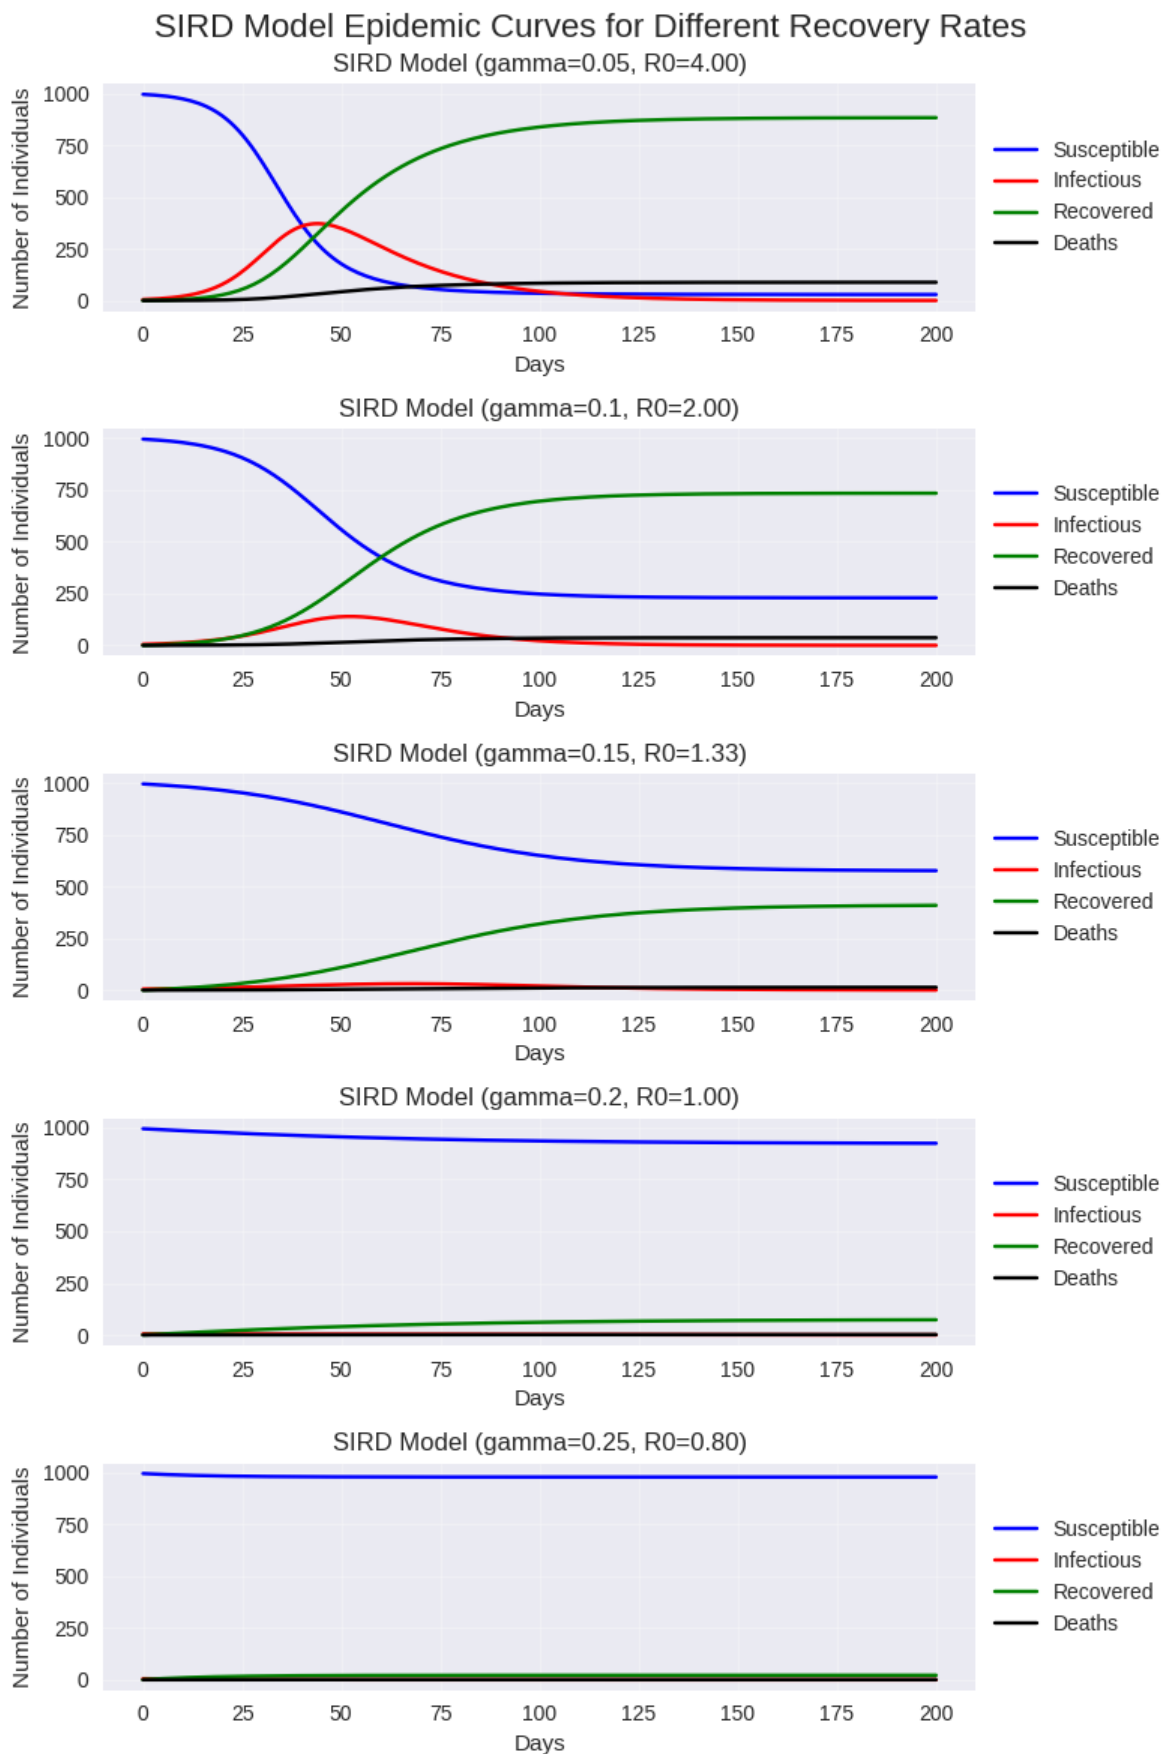 SIRD Model Epidemic Curves for Different Recovery Rates
SIRD Model (gamma=0.05, R0=4.00)
Number of Individuals
1000
750
500
250
0
0 25 50 75 100 125 150 175 200
Days
Susceptible
Infectious
Recovered
Deaths
SIRD Model (gamma=0.1, R0=2.00)
Number of Individuals
1000
750
500
250
0
0 25 50 75 100 125 150 175 200
Days
Susceptible
Infectious
Recovered
Deaths
SIRD Model (gamma=0.15, R0=1.33)
Number of Individuals
1000
750
500
250
0
0 25 50 75 100 125 150 175 200
Days
Susceptible
Infectious
Recovered
Deaths
SIRD Model (gamma=0.2, R0=1.00)
Number of Individuals
1000
750
500
250
0
0 25 50 75 100 125 150 175 200
Days
Susceptible
Infectious
Recovered
Deaths
SIRD Model (gamma=0.25, R0=0.80)
Number of Individuals
1000
750
500
250
0
0 25 50 75 100 125 150 175 200
Days
Susceptible
Infectious
Recovered
Deaths